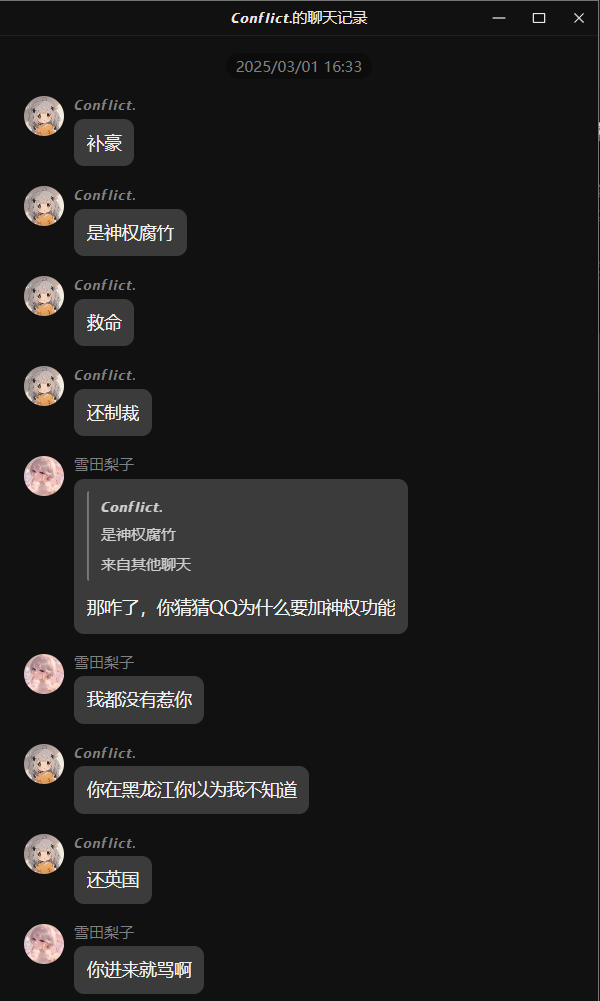 Conflict.的聊天记录
2025/03/01 16:33
Conflict.
补豪
Conflict.
是神权腐竹
Conflict.
救命
Conflict.
还制裁
雪田梨子
Conflict.
是神权腐竹
来自其他聊天
那咋了，你猜猜QQ为什么要加神权功能
雪田梨子
我都没有惹你
Conflict.
你在黑龙江你以为我不知道
Conflict.
还英国
雪田梨子
你进来就骂啊